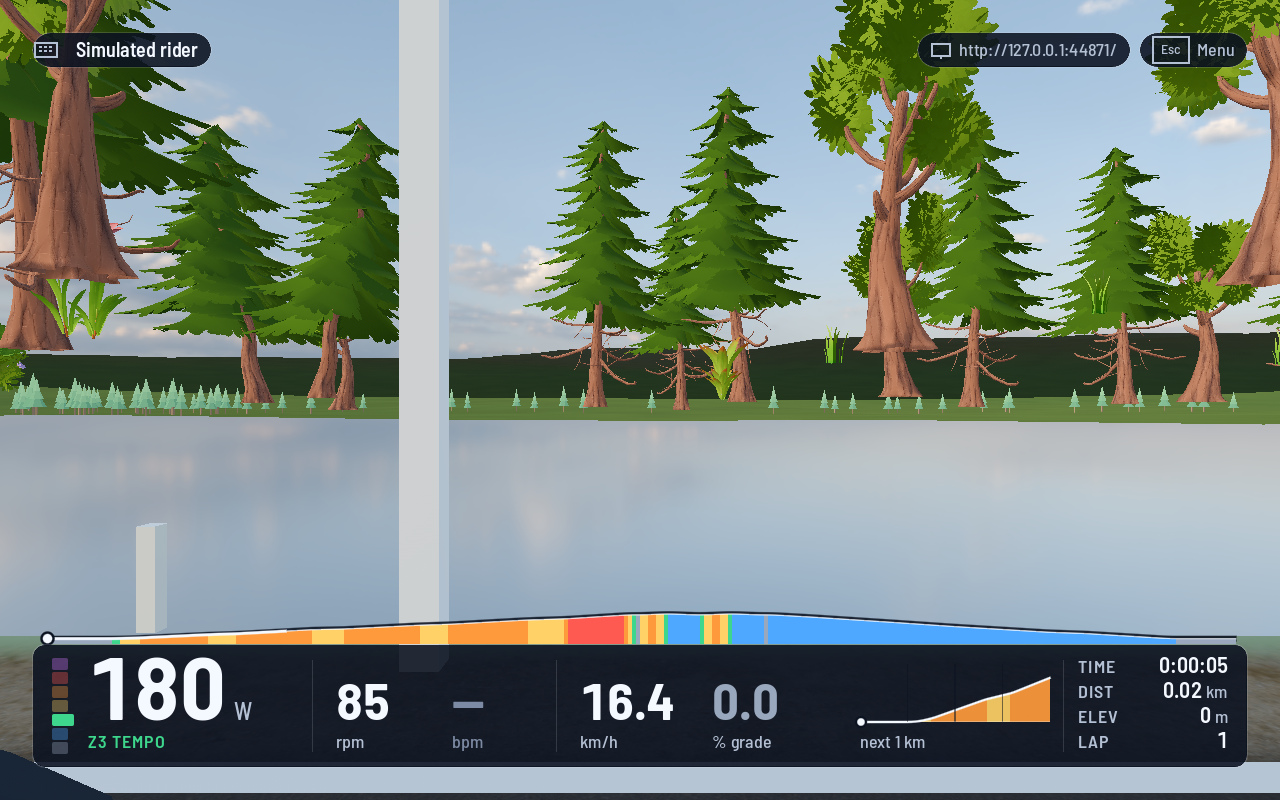 Simulated rider
http://127.0.0.1:44871/
Esc Menu
180 W
Z3 TEMPO
85
rpm
–
bpm
16.4
km/h
0.0
% grade
next 1 km
TIME 0:00:05
DIST 0.02 km
ELEV 0 m
LAP 1